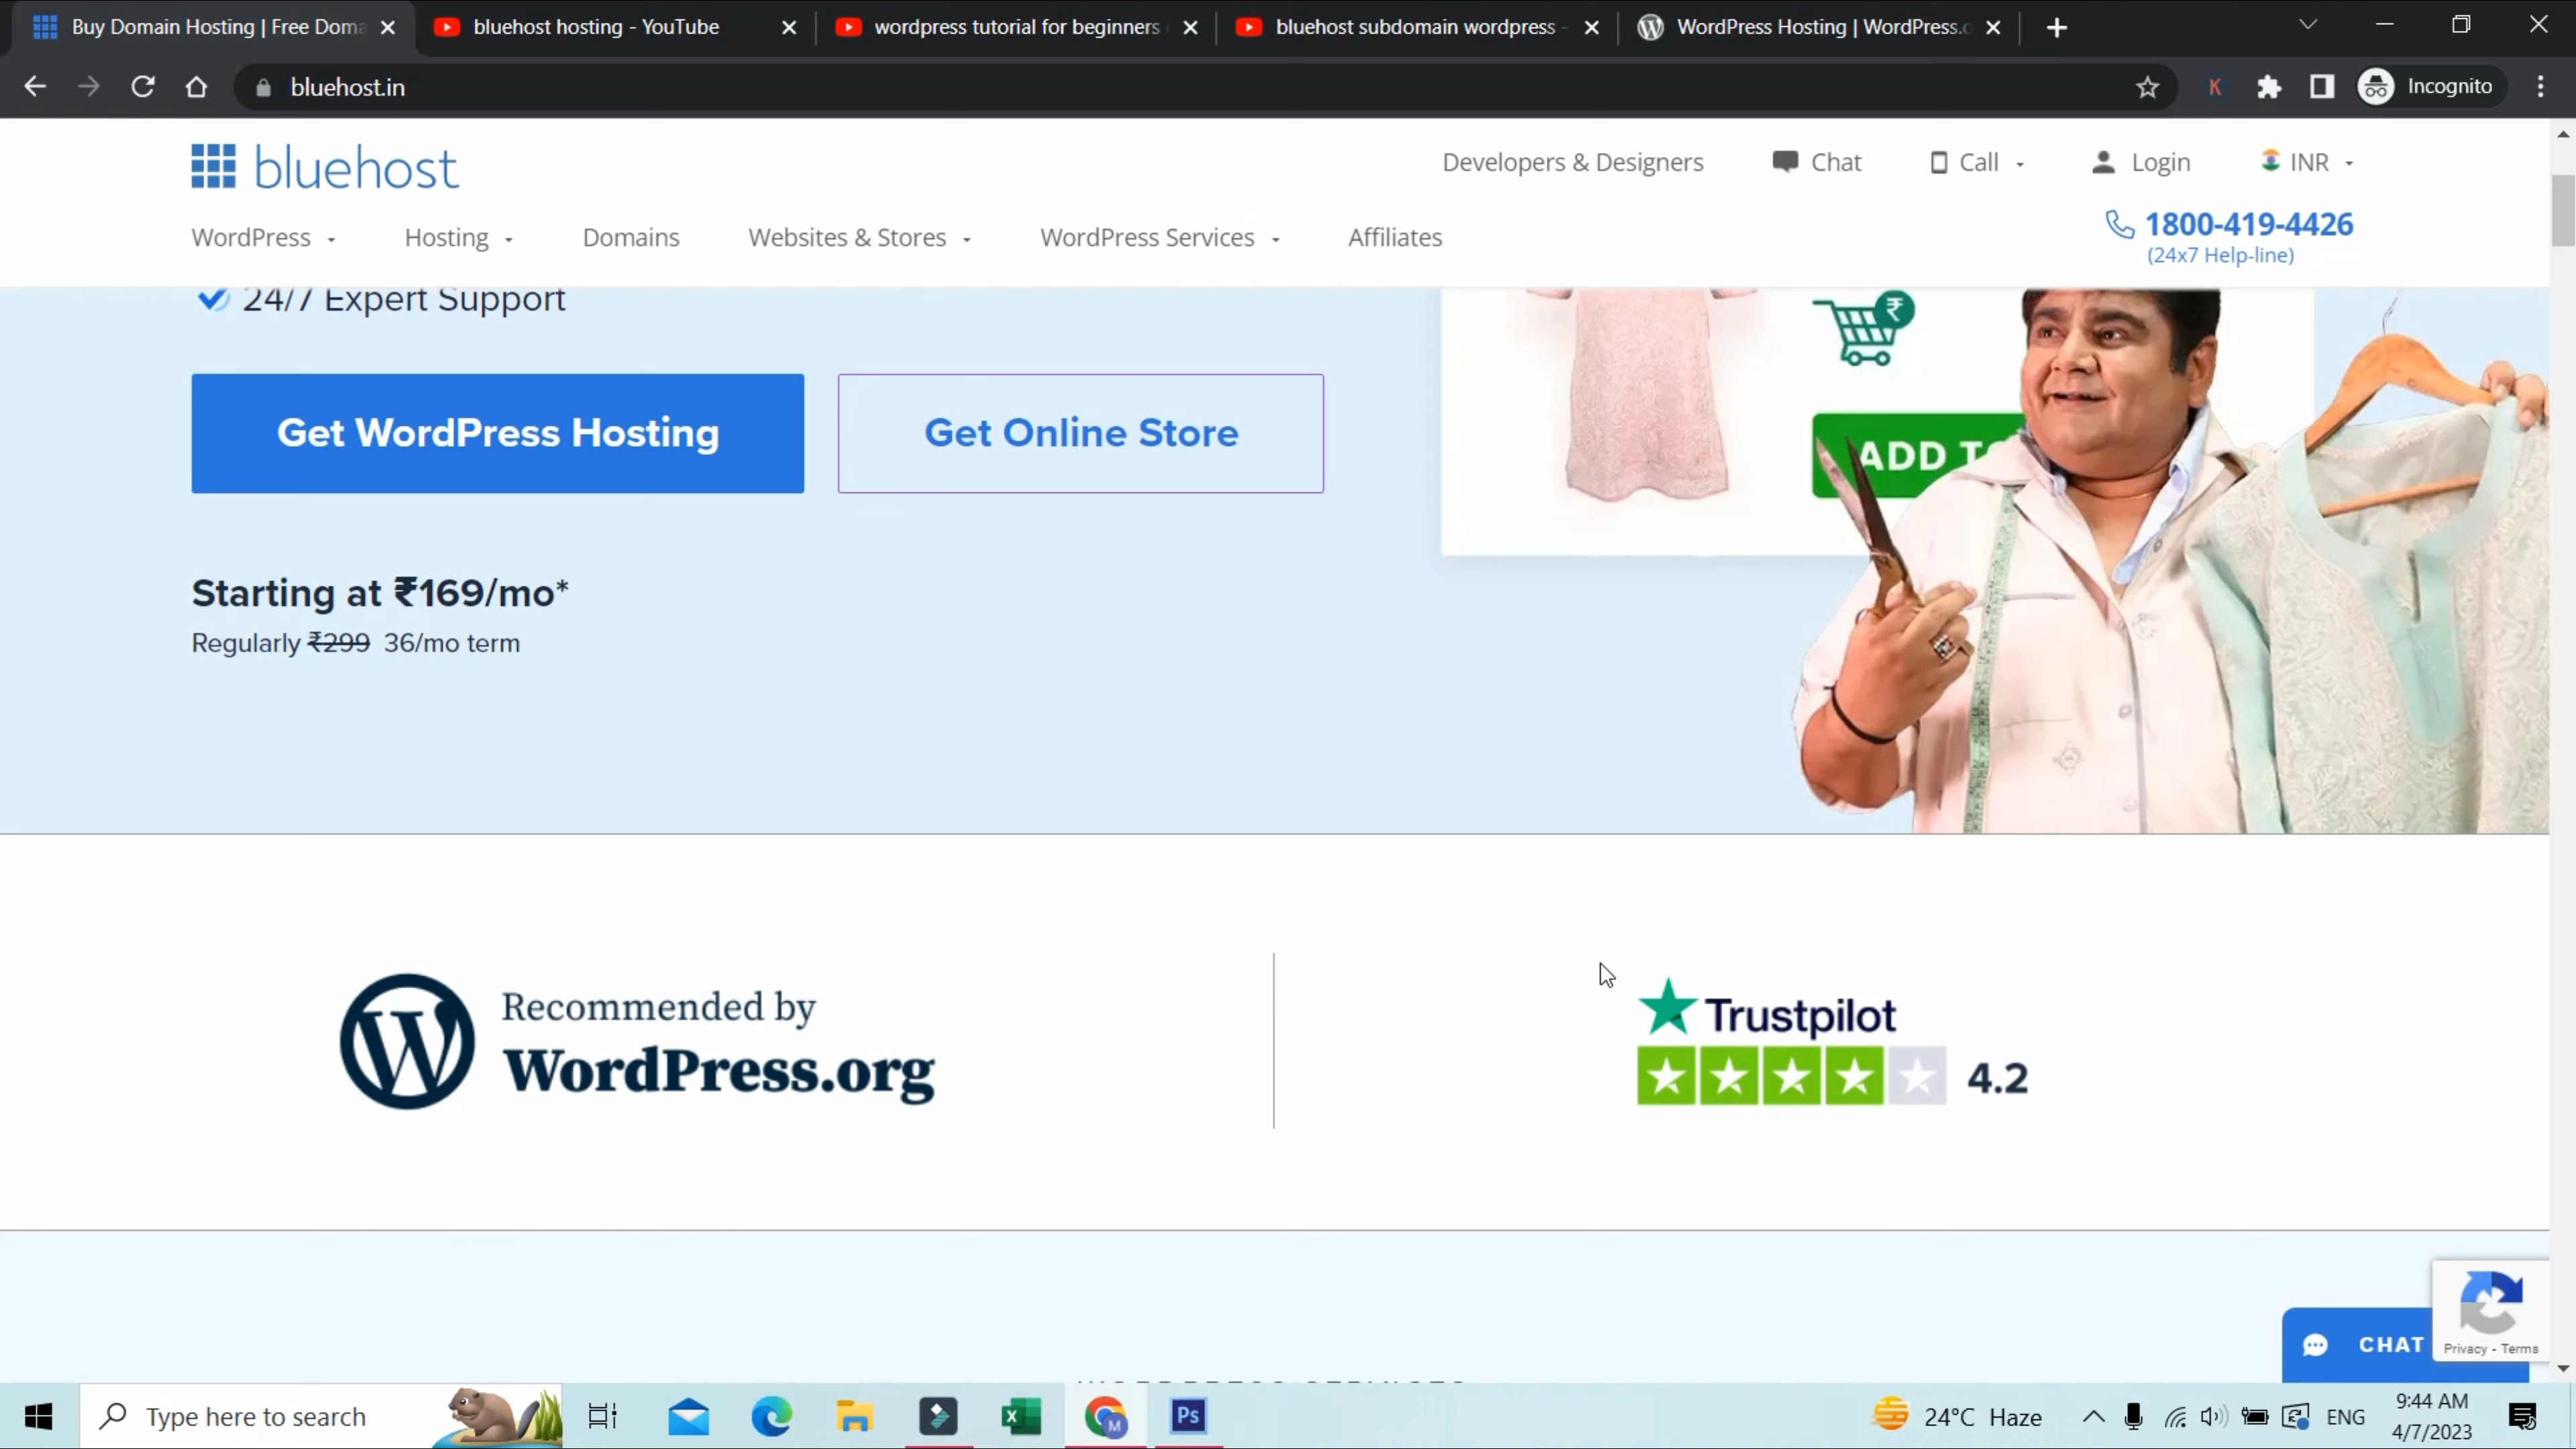 Buy Domain Hosting | Free Doma
bluehost hosting - YouTube
wordpress tutorial for beginners
bluehost subdomain wordpress -
WordPress Hosting | WordPress.
bluehost.in
K
Incognito
bluehost
Developers & Designers
Chat
Call
Login
INR
WordPress
Hosting
Domains
Websites & Stores
WordPress Services
Affiliates
1800-419-4426
(24x7 Help-line)
24/7 Expert Support
Get WordPress Hosting
Get Online Store
₹
ADD T
Starting at ₹169/mo*
Regularly ₹299 36/mo term
Recommended by
WordPress.org
Trustpilot
4.2
CHAT
Privacy - Terms
Type here to search
M
Ps
24°C Haze
ENG
9:44 AM
4/7/2023